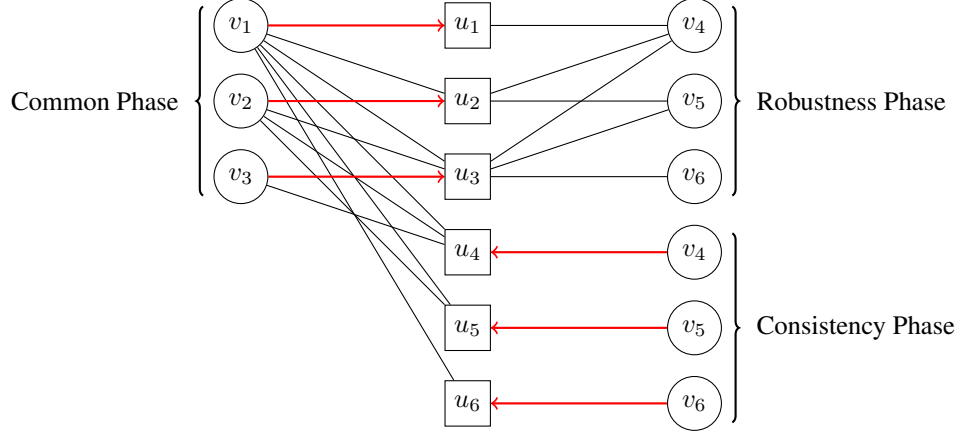 v1 u1 v4
Common Phase v2 u2 v5 Robustness Phase
v3 u3 v6
u4 v4
u5 v5 Consistency Phase
u6 v6